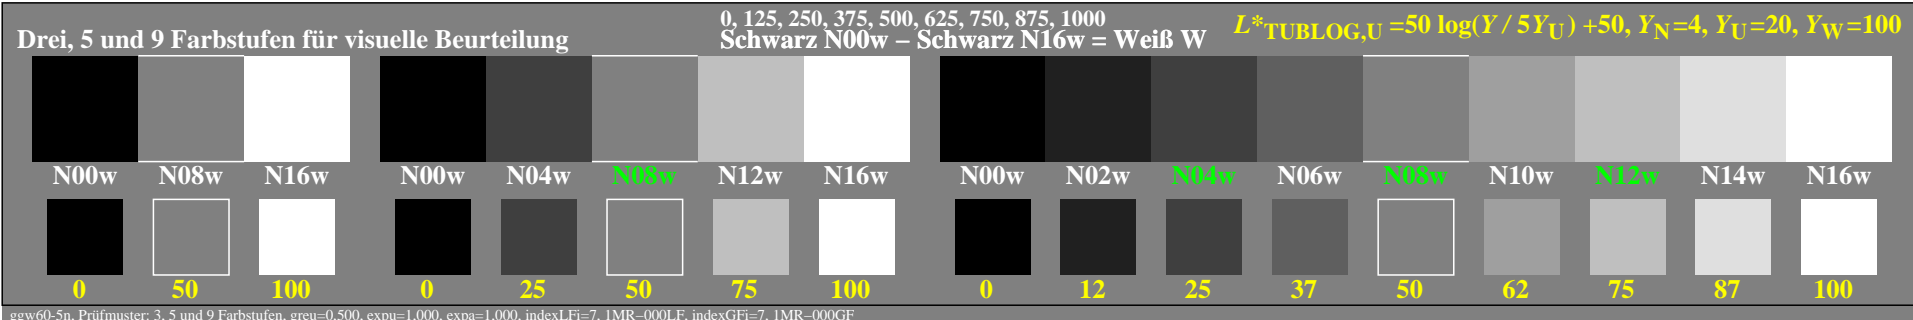 Drei, 5 und 9 Farbstufen für visuelle Beurteilung
0, 125, 250, 375, 500, 625, 750, 875, 1000
Schwarz N00w – Schwarz N16w = Weiß W
L*TUBLOG,U =50 log(Y / 5YU) +50, YN=4, YU=20, YW=100
N00w N08w N16w N00w N04w N08w N12w N16w N00w N02w N04w N06w N08w N10w N12w N14w N16w
0 50 100 0 25 50 75 100 0 12 25 37 50 62 75 87 100
ggw60-5n, Prüfmuster: 3, 5 und 9 Farbstufen, greu=0,500, expu=1,000, expa=1,000, indexLFi=7, 1MR–000LF, indexGFi=7, 1MR–000GF